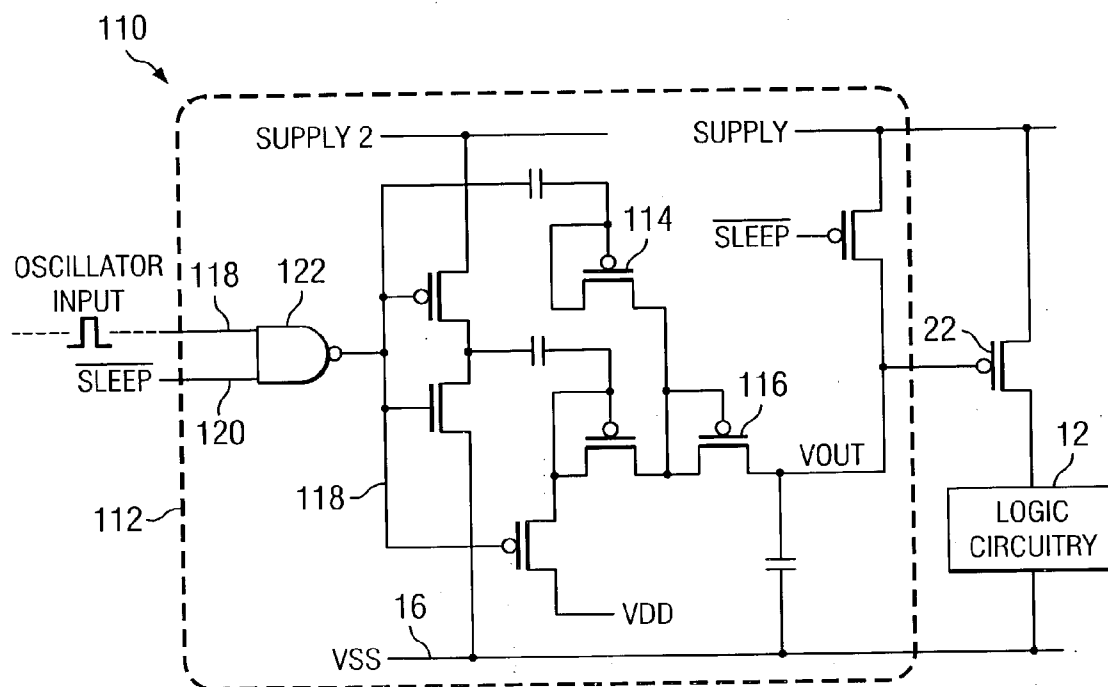 110
SUPPLY 2
SUPPLY
114
SLEEP
OSCILLATOR
INPUT
118
122
22
SLEEP
120
116
VOUT
12
118
LOGIC
CIRCUITRY
112
VDD
16
VSS